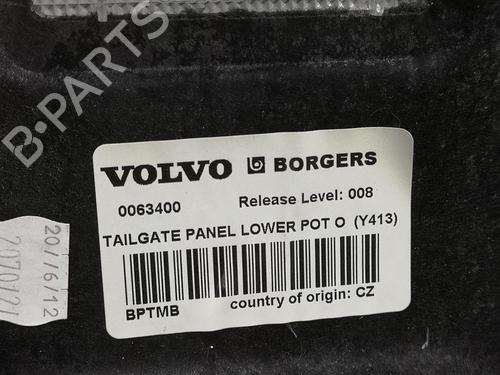 B-PARTS
VOLVO BORGERS
0063400 Release Level: 008
TAILGATE PANEL LOWER POT O (Y413)
BPTMB country of origin: CZ
20/6/12